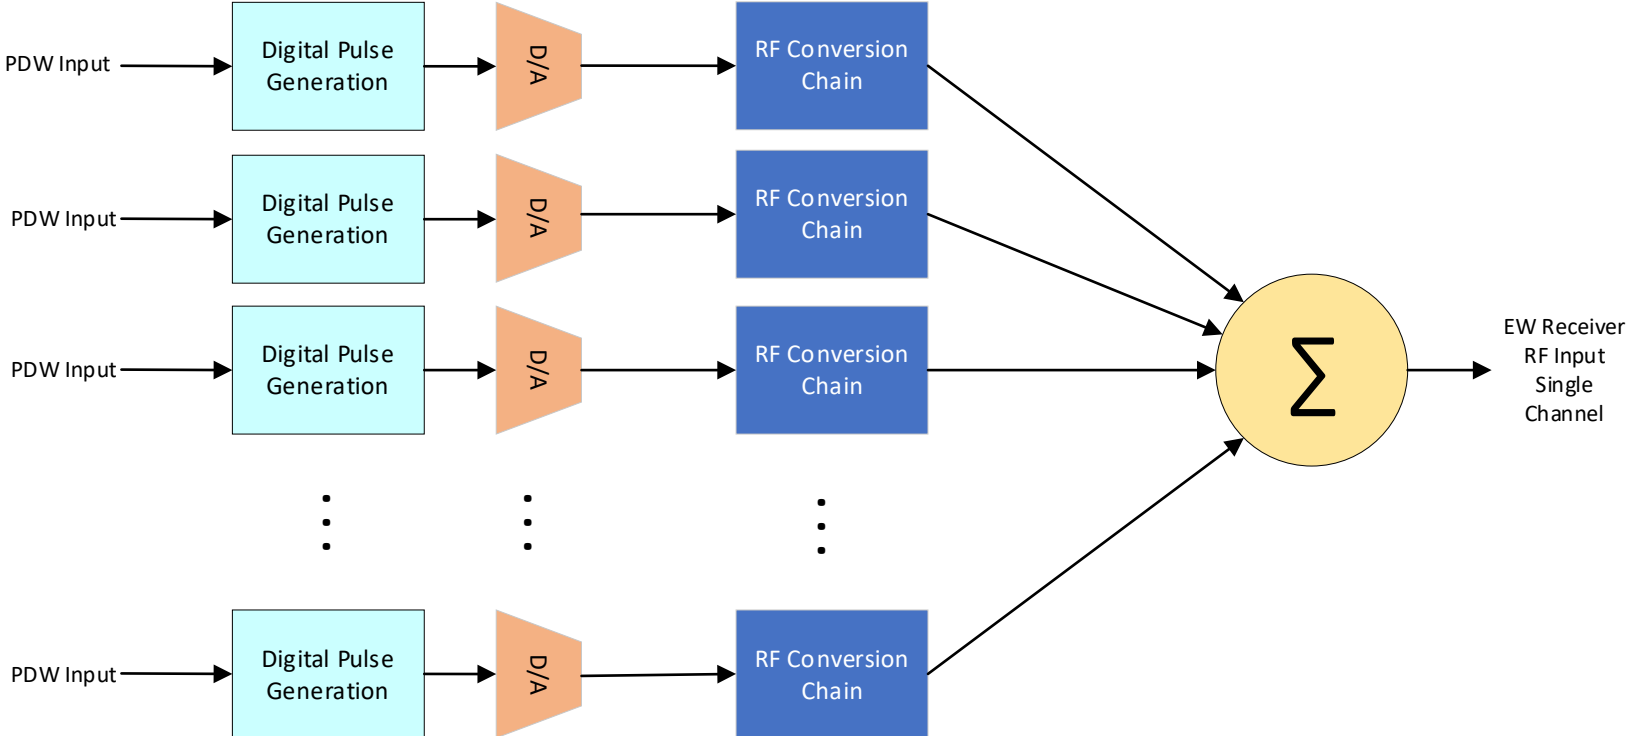 PDW Input
Digital Pulse
Generation
D/A
RF Conversion
Chain
PDW Input
Digital Pulse
Generation
D/A
RF Conversion
Chain
PDW Input
Digital Pulse
Generation
D/A
RF Conversion
Chain
Σ
EW Receiver
RF Input
Single
Channel
PDW Input
Digital Pulse
Generation
D/A
RF Conversion
Chain